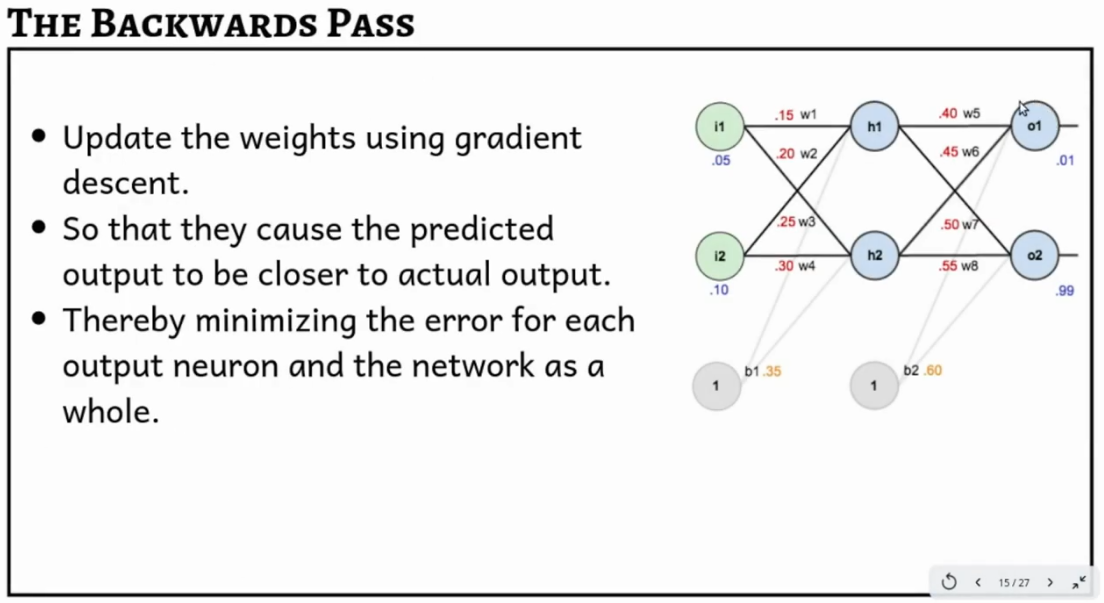 THE BACKWARDS PASS
• Update the weights using gradient
descent.
• So that they cause the predicted
output to be closer to actual output.
• Thereby minimizing the error for each
output neuron and the network as a
whole.
.15 w1
.40 w5
i1
h1
o1
.20 w2
.45 w6
.05
.01
.25 w3
.50 w7
i2
h2
o2
.30 w4
.55 w8
.10
.99
b1 .35
b2 .60
1
1
15 / 27